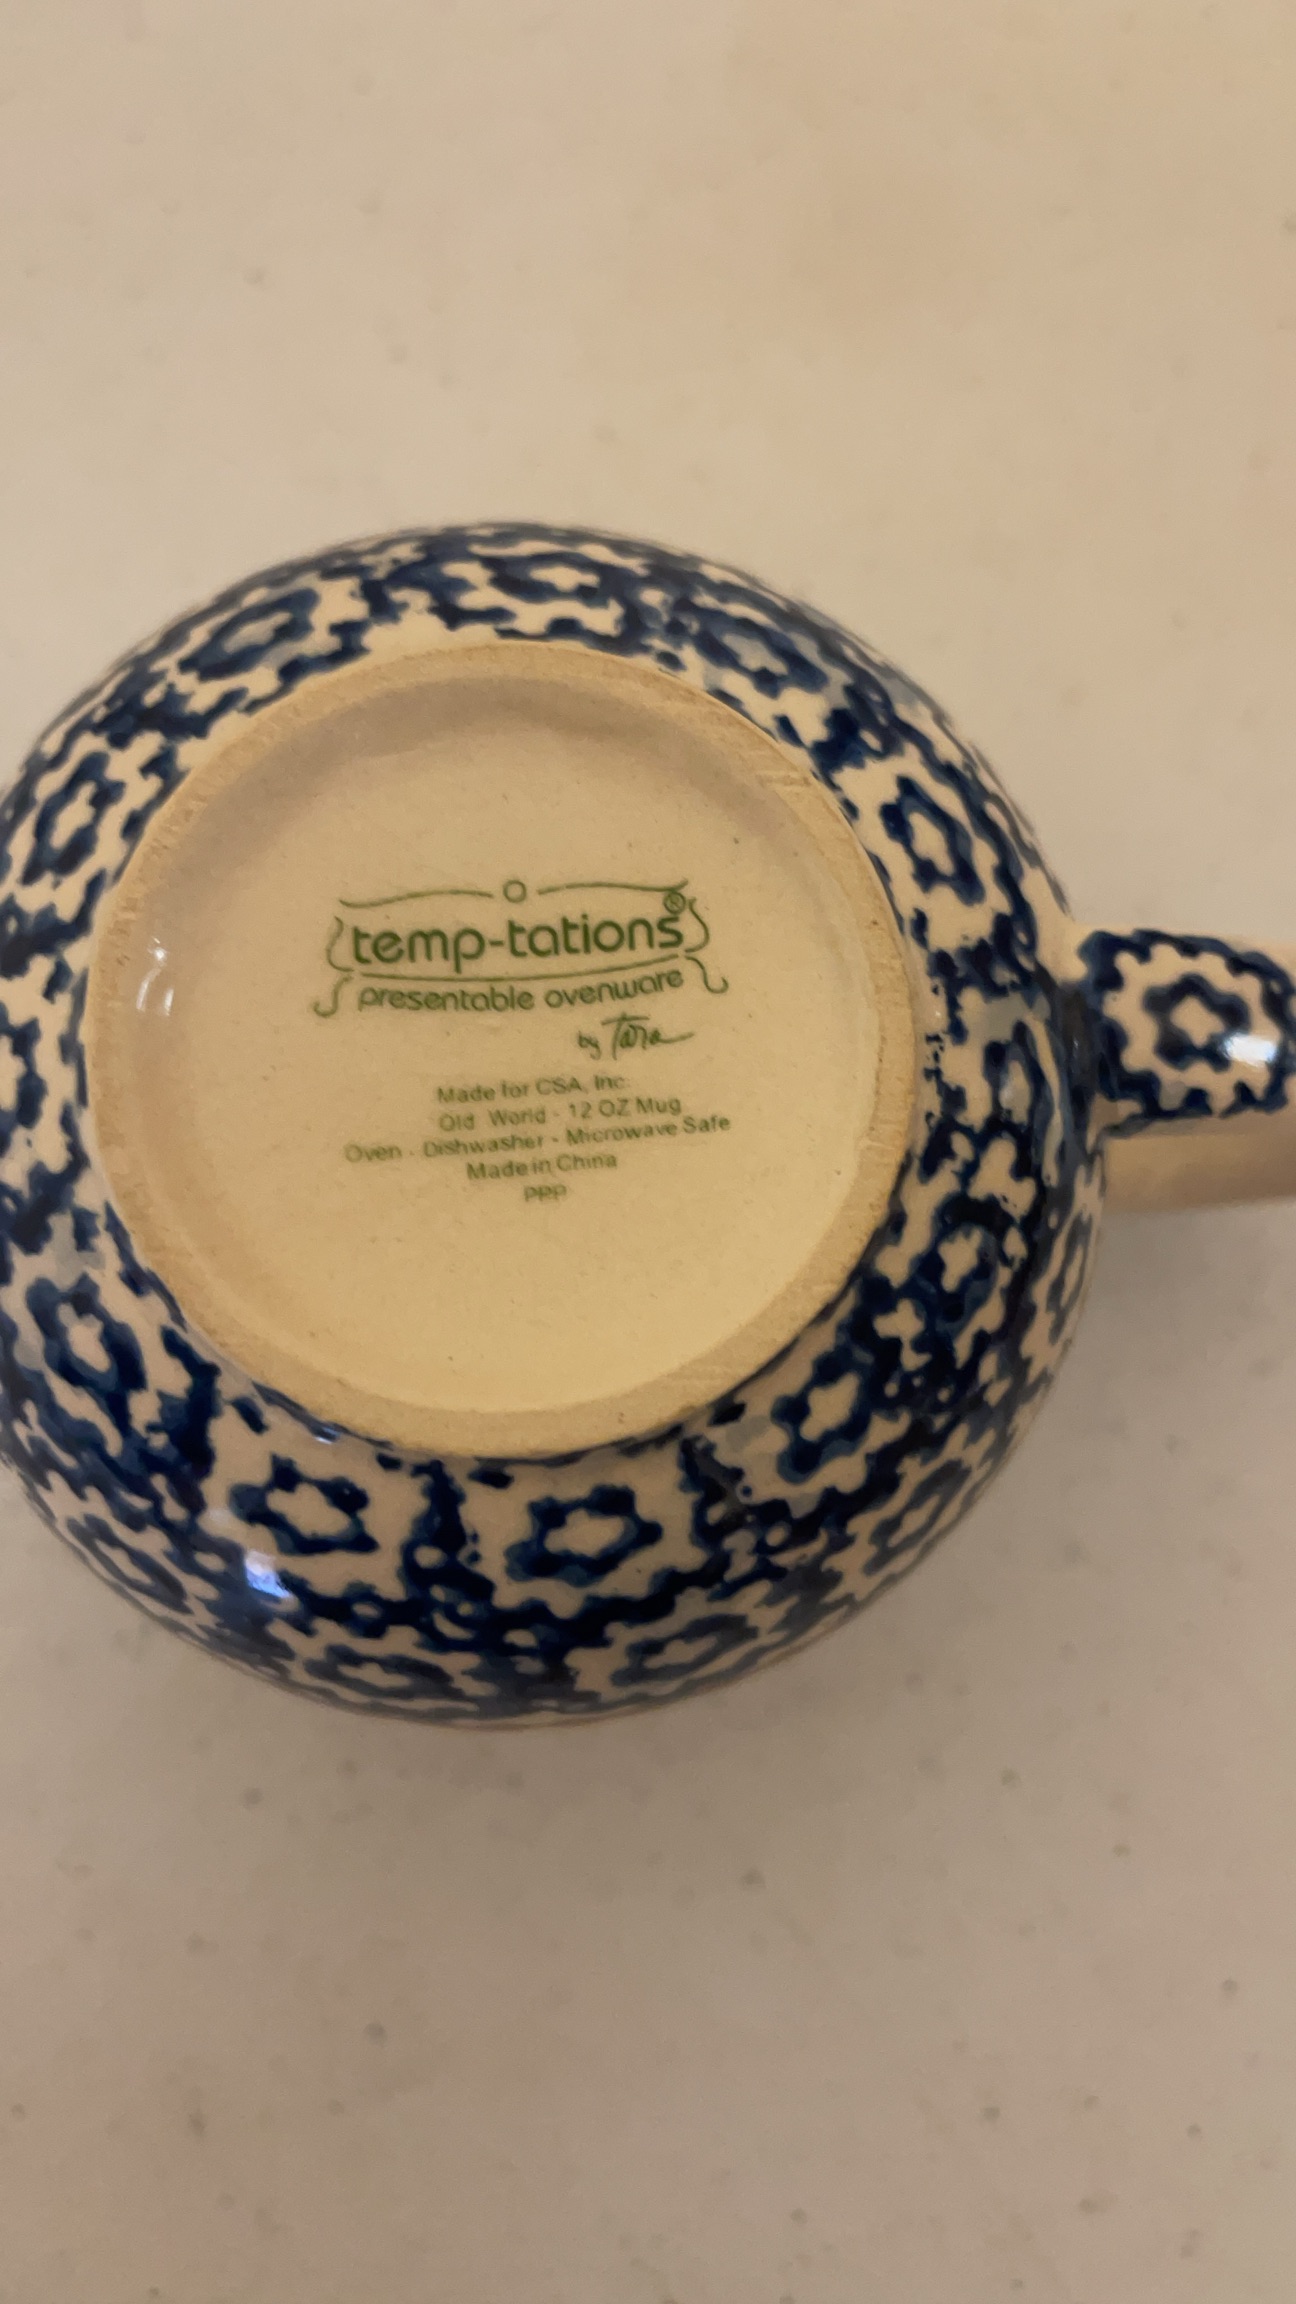 temp-tations®
presentable ovenware
by Tara
Made for CSA, Inc.
Old World - 12 OZ Mug
Oven - Dishwasher - Microwave Safe
Made in China
PPP